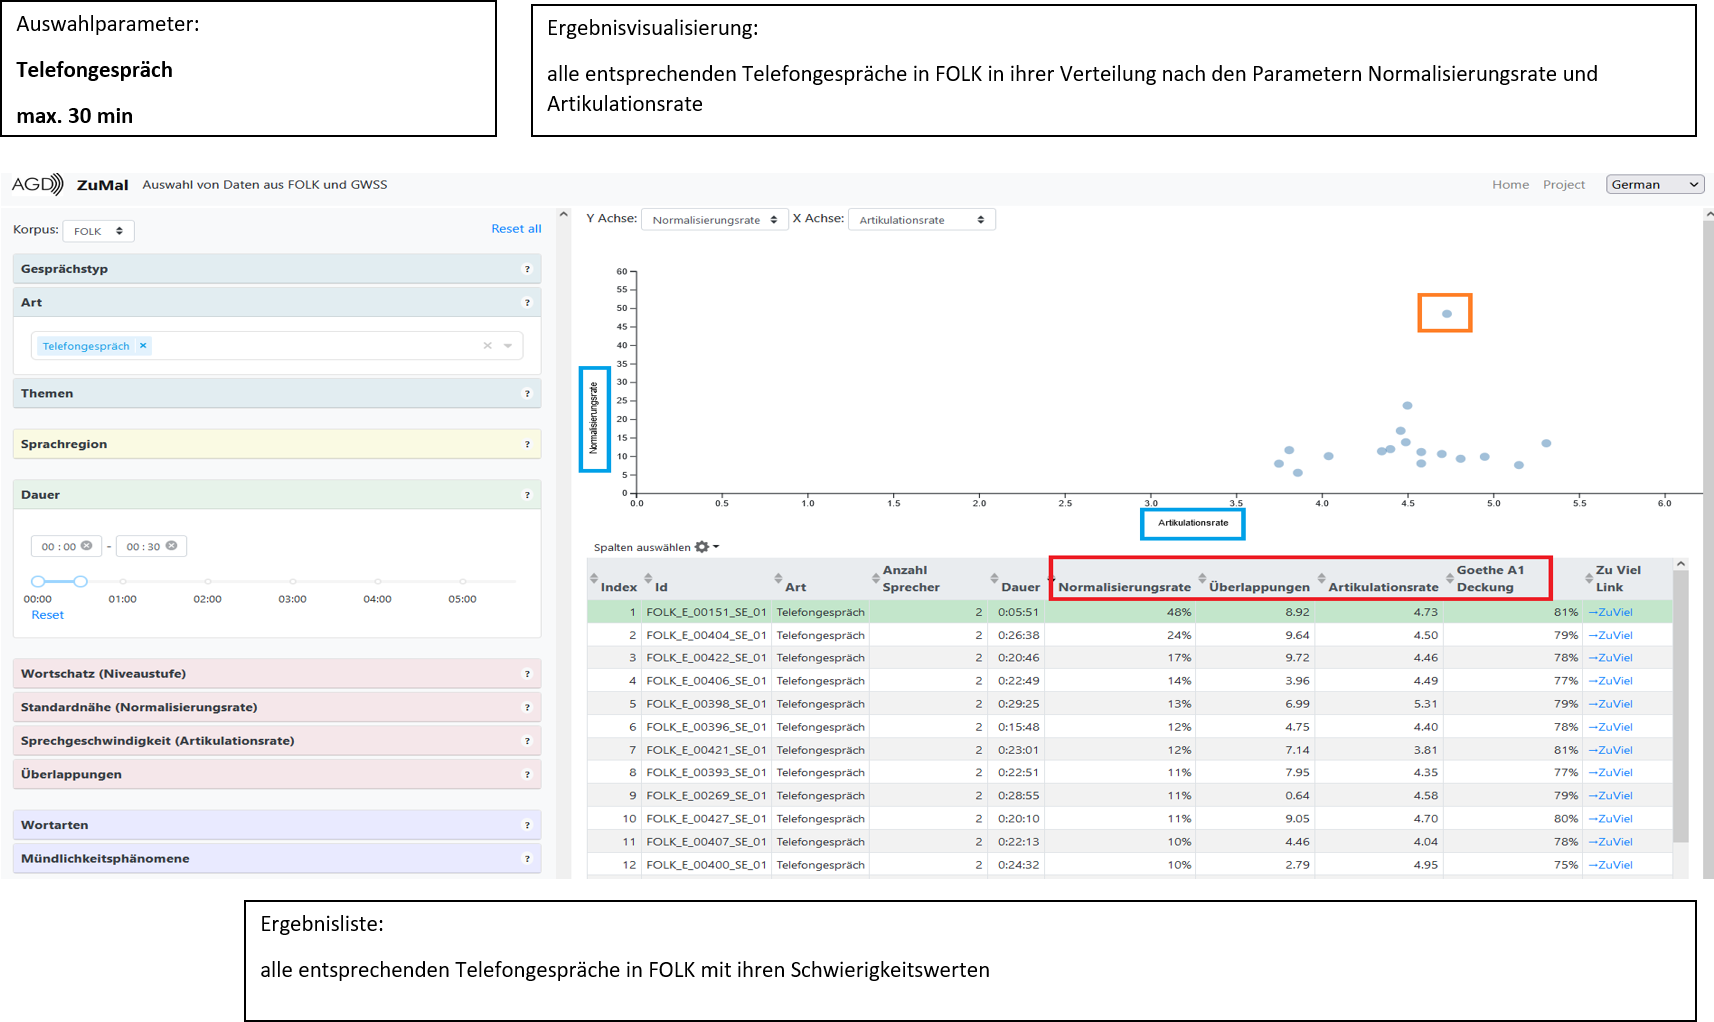 Auswahlparameter:
Telefongespräch
max. 30 min
Ergebnisvisualisierung:
alle entsprechenden Telefongespräche in FOLK in ihrer Verteilung nach den Parametern Normalisierungsrate und
Artikulationsrate
AGD ZuMal Auswahl von Daten aus FOLK und GWSS
Home Project German
Korpus: FOLK Reset all
Gesprächstyp ?
Art ?
Telefongespräch × ×
Themen ?
Sprachregion ?
Dauer ?
00 : 00 - 00 : 30
00:00 01:00 02:00 03:00 04:00 05:00
Reset
Wortschatz (Niveaustufe) ?
Standardnähe (Normalisierungsrate) ?
Sprechgeschwindigkeit (Artikulationsrate) ?
Überlappungen ?
Wortarten ?
Mündlichkeitsphänomene ?
Y Achse: Normalisierungsrate X Achse: Artikulationsrate
60
55
50
45
40
35
30
25
20
15
10
5
0
Normalisierungsrate
0.0 0.5 1.0 1.5 2.0 2.5 3.0 3.5 4.0 4.5 5.0 5.5 6.0
Artikulationsrate
Spalten auswählen
Index Id Art Anzahl Sprecher Dauer Normalisierungsrate Überlappungen Artikulationsrate Goethe A1 Deckung Zu Viel Link
1 FOLK_E_00151_SE_01 Telefongespräch 2 0:05:51 48% 8.92 4.73 81% →ZuViel
2 FOLK_E_00404_SE_01 Telefongespräch 2 0:26:38 24% 9.64 4.50 79% →ZuViel
3 FOLK_E_00422_SE_01 Telefongespräch 2 0:20:46 17% 9.72 4.46 78% →ZuViel
4 FOLK_E_00406_SE_01 Telefongespräch 2 0:22:49 14% 3.96 4.49 77% →ZuViel
5 FOLK_E_00398_SE_01 Telefongespräch 2 0:29:25 13% 6.99 5.31 79% →ZuViel
6 FOLK_E_00396_SE_01 Telefongespräch 2 0:15:48 12% 4.75 4.40 78% →ZuViel
7 FOLK_E_00421_SE_01 Telefongespräch 2 0:23:01 12% 7.14 3.81 81% →ZuViel
8 FOLK_E_00393_SE_01 Telefongespräch 2 0:22:51 11% 7.95 4.35 77% →ZuViel
9 FOLK_E_00269_SE_01 Telefongespräch 2 0:28:55 11% 0.64 4.58 79% →ZuViel
10 FOLK_E_00427_SE_01 Telefongespräch 2 0:20:10 11% 9.05 4.70 80% →ZuViel
11 FOLK_E_00407_SE_01 Telefongespräch 2 0:22:13 10% 4.46 4.04 78% →ZuViel
12 FOLK_E_00400_SE_01 Telefongespräch 2 0:24:32 10% 2.79 4.95 75% →ZuViel
Ergebnisliste:
alle entsprechenden Telefongespräche in FOLK mit ihren Schwierigkeitswerten